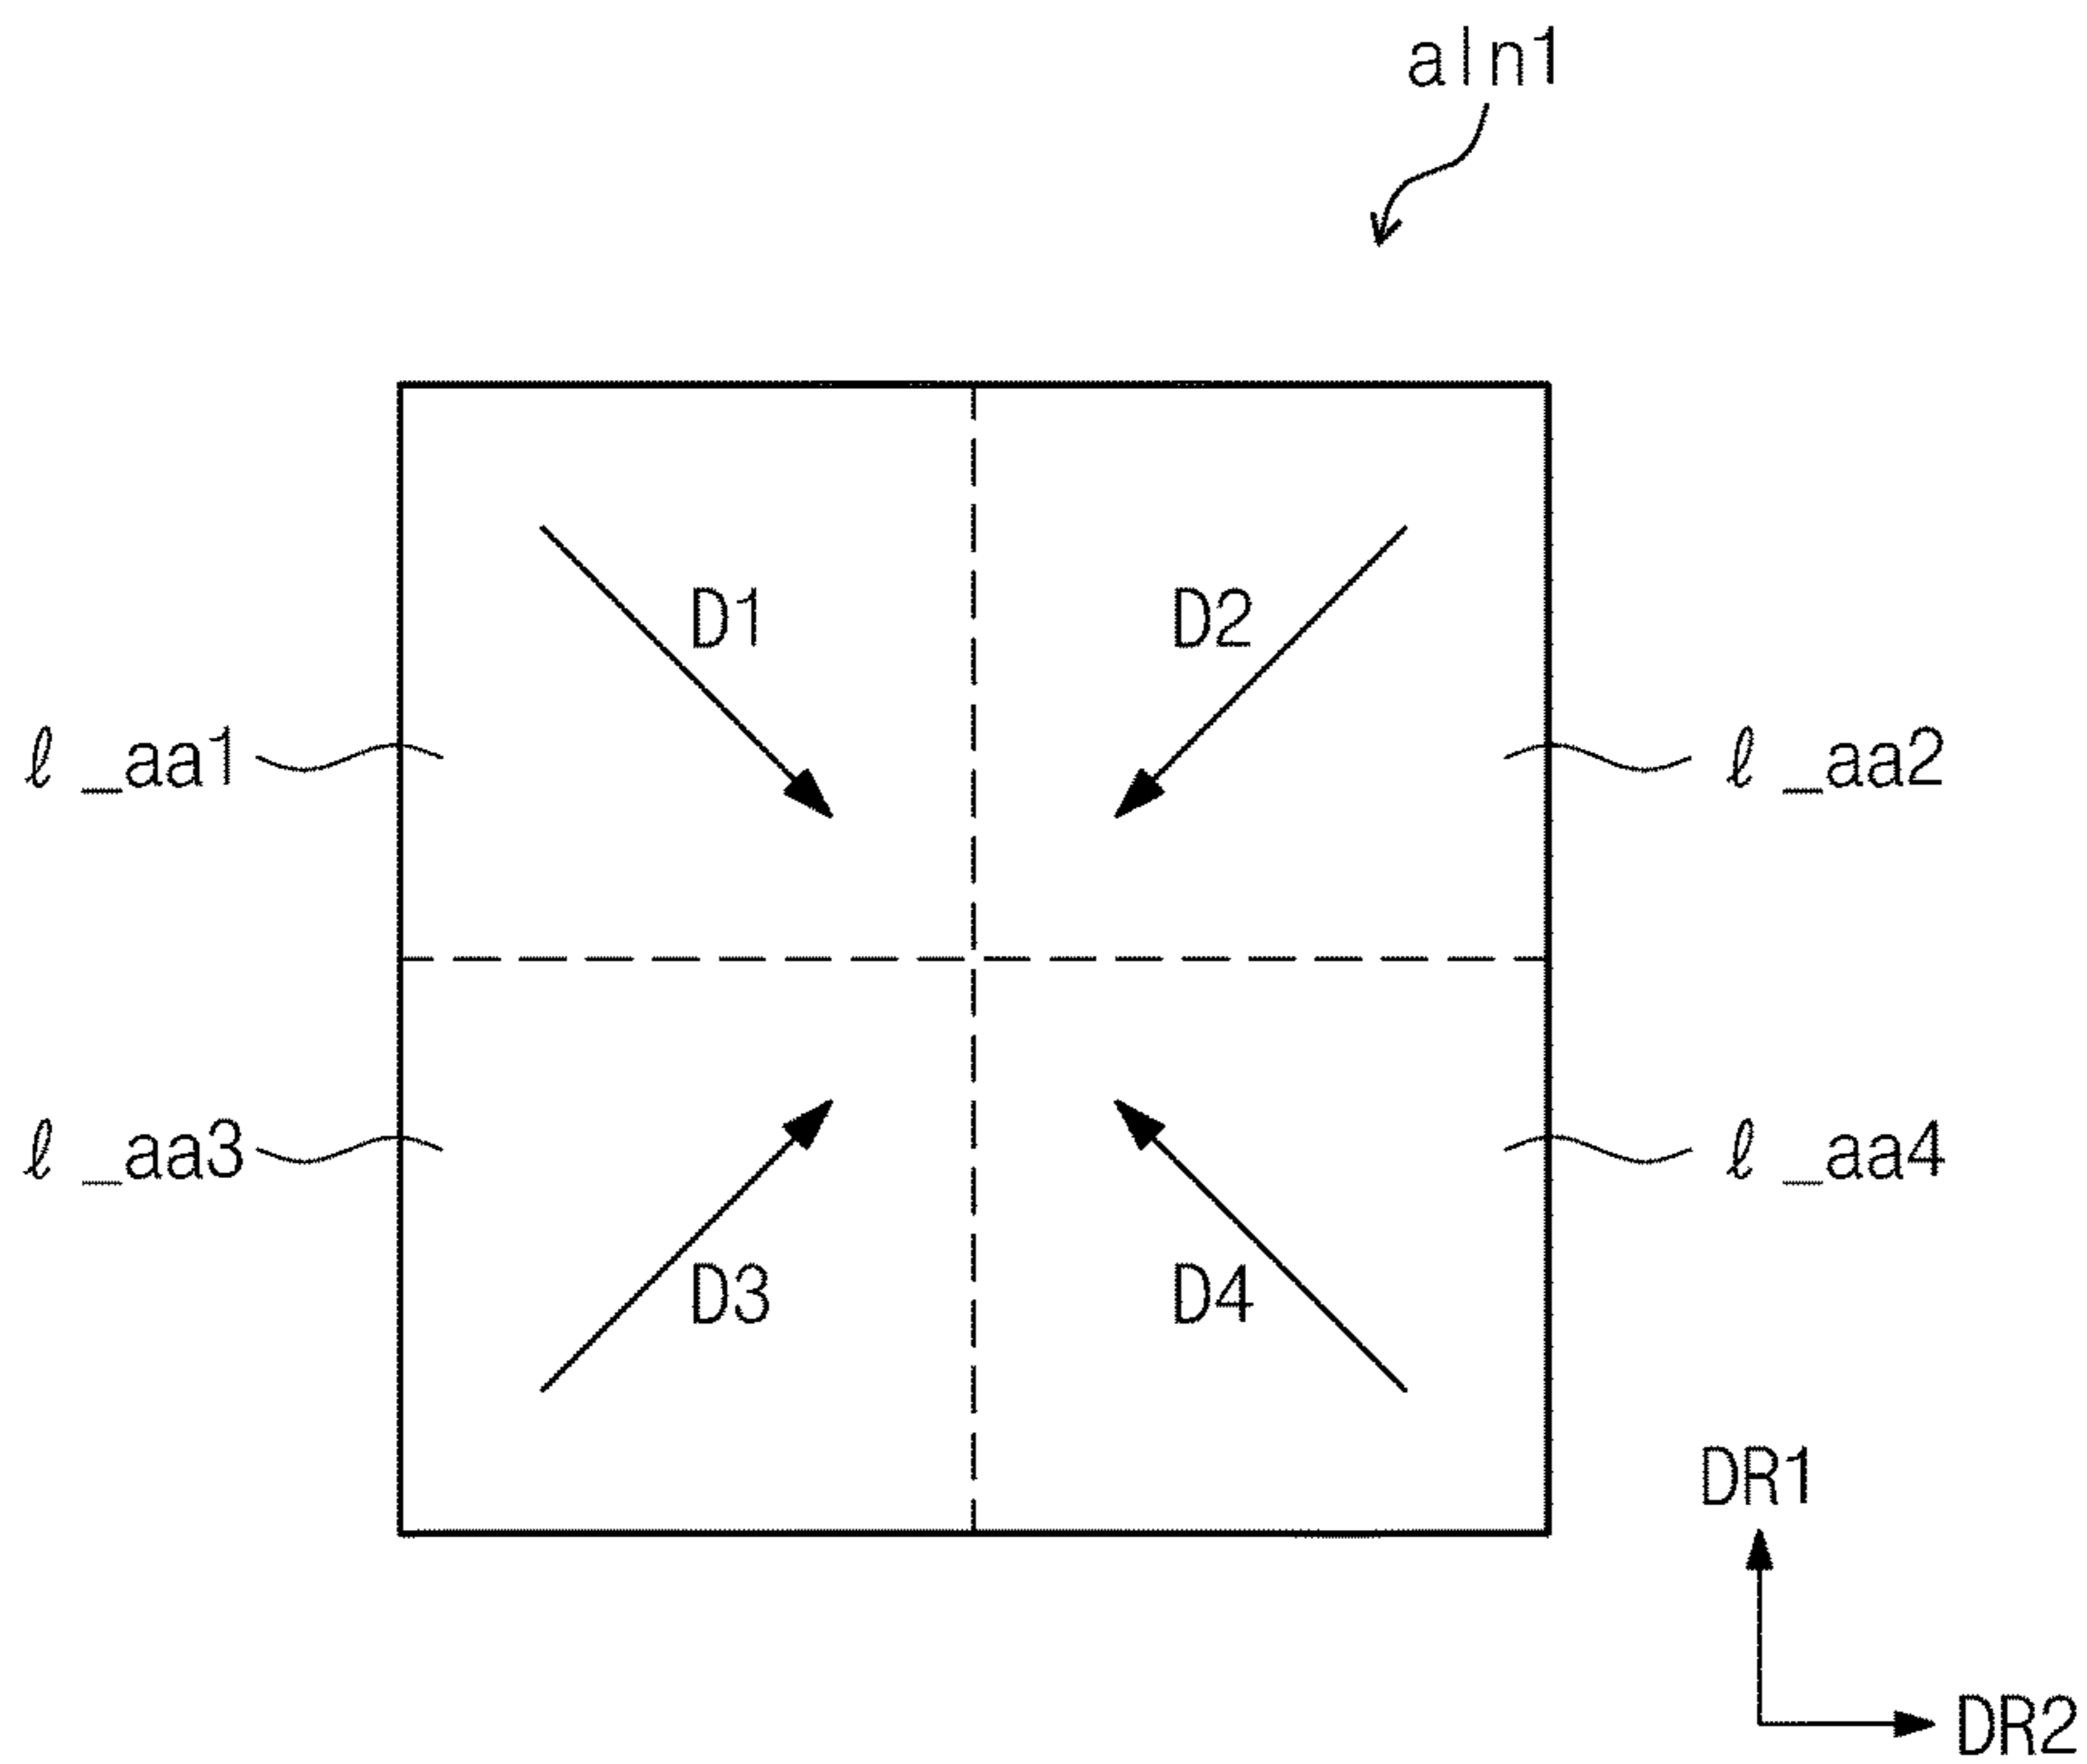 aln1
D1 D2
ℓ_aa1 ℓ_aa2
ℓ_aa3 ℓ_aa4
D3 D4
DR1
DR2